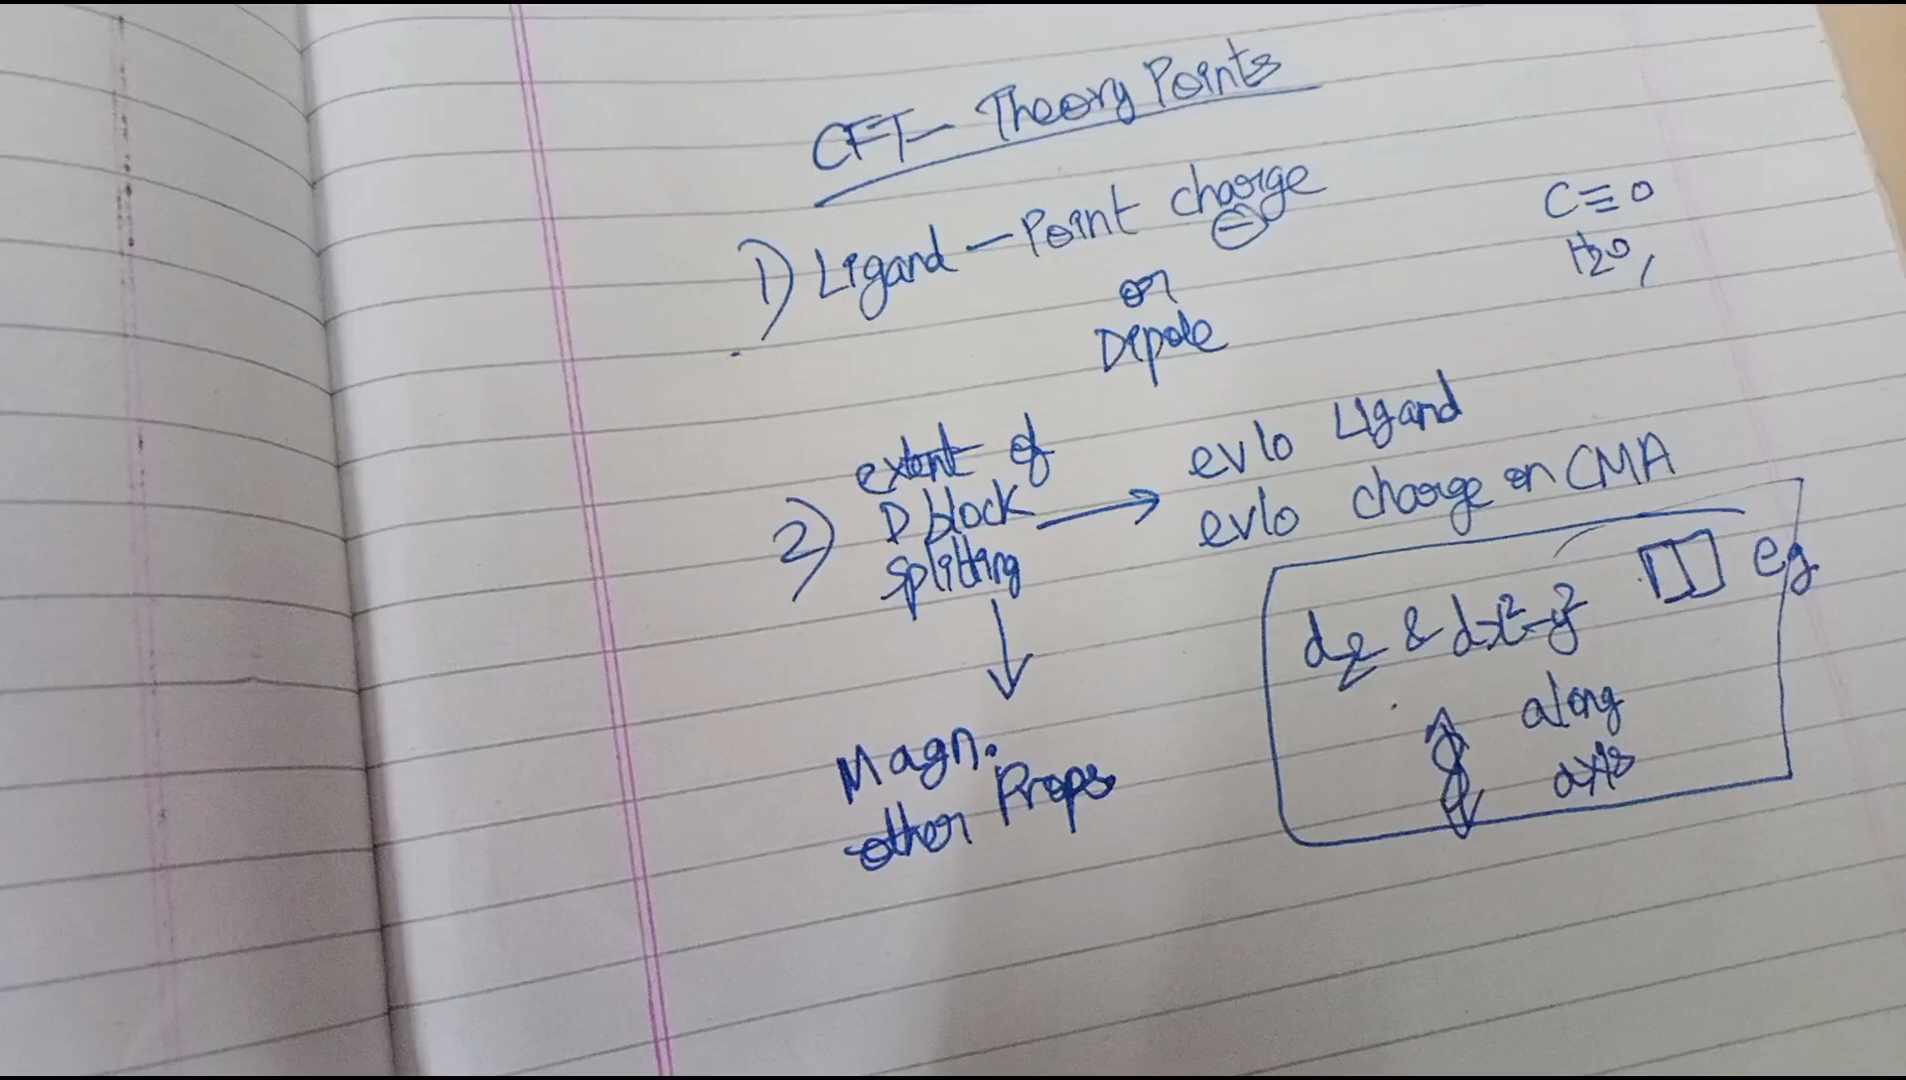 CFT - Theory Points
1) Ligand - Point charge
⊖
or
Dipole
C≡O
H2O,
2) extent of
D block
splitting
→ evlo Ligand
evlo charge on CMA
↓
Magn.
other Props
dz & dx²-y²
eg
along
axis